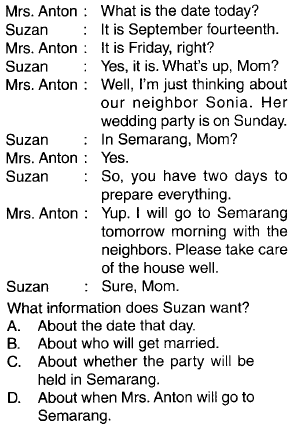 Mrs. Anton : What is the date today?
Suzan : It is September fourteenth.
Mrs. Anton : It is Friday, right?
Suzan : Yes, it is. What's up, Mom?
Mrs. Anton : Well, I'm just thinking about
our neighbor Sonia. Her
wedding party is on Sunday.
Suzan : In Semarang, Mom?
Mrs. Anton : Yes.
Suzan : So, you have two days to
prepare everything.
Mrs. Anton : Yup. I will go to Semarang
tomorrow morning with the
neighbors. Please take care
of the house well.
Suzan : Sure, Mom.
What information does Suzan want?
A. About the date that day.
B. About who will get married.
C. About whether the party will be
held in Semarang.
D. About when Mrs. Anton will go to
Semarang.